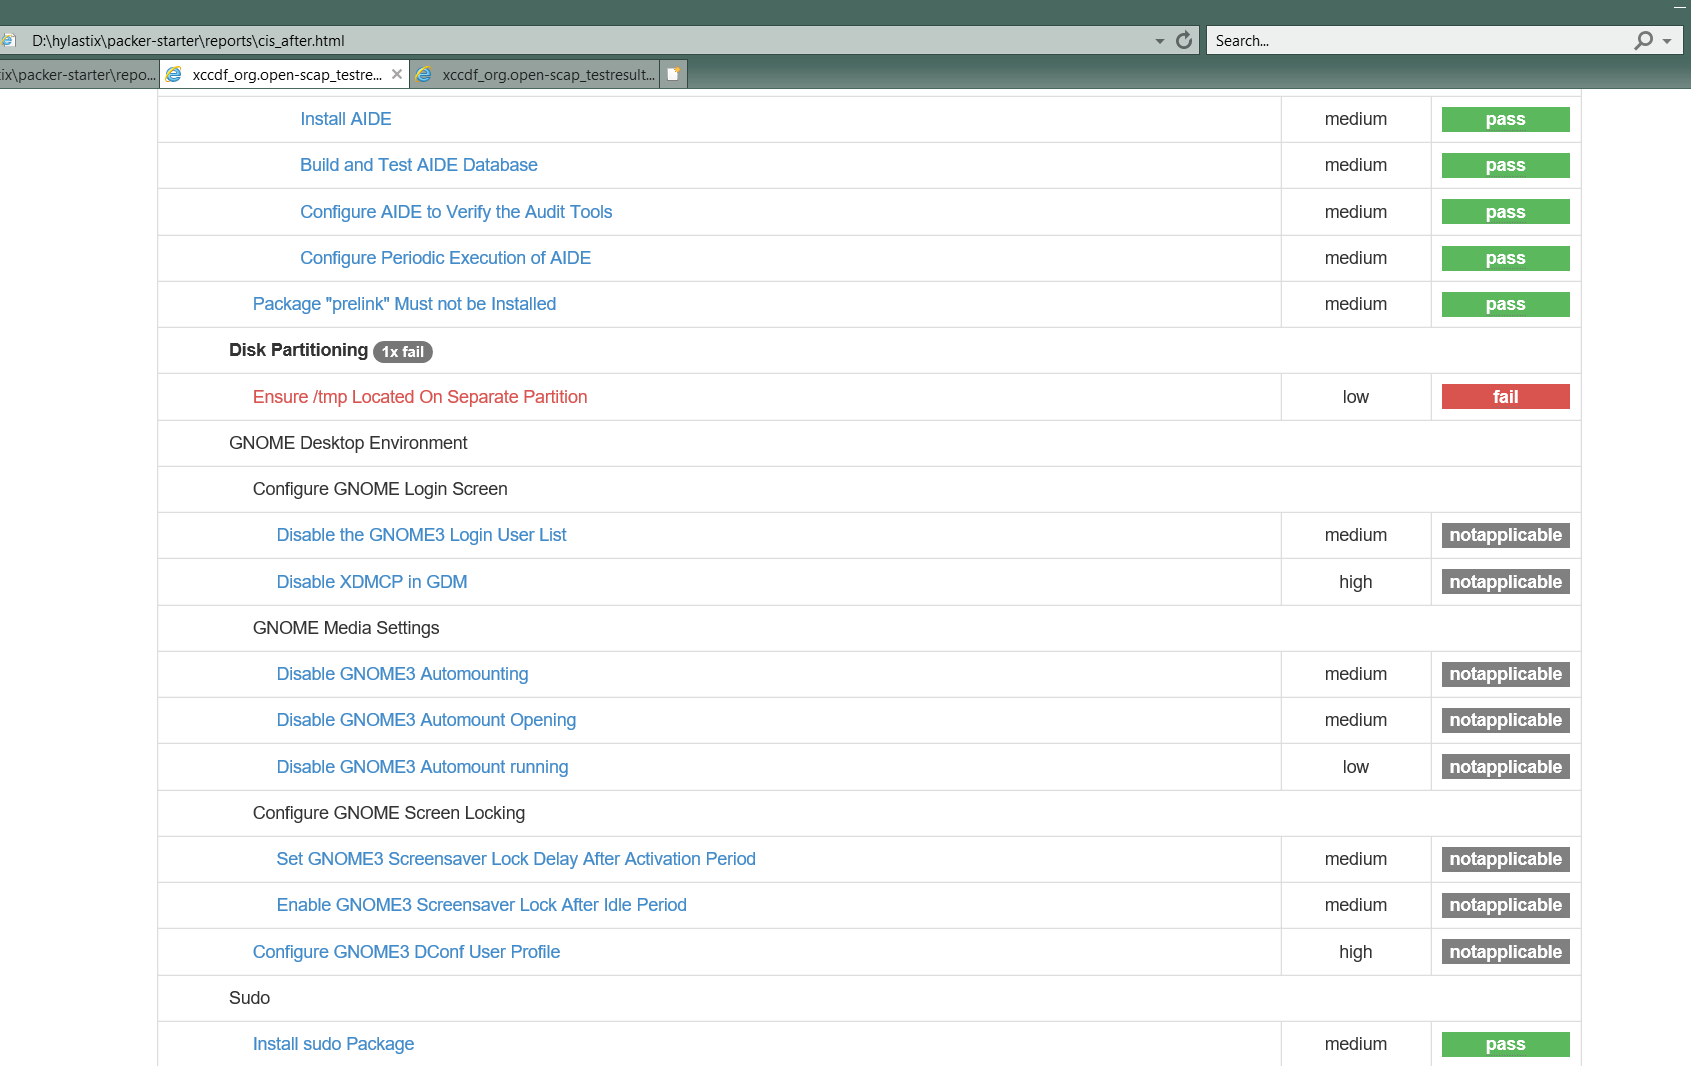 D:\hylastix\packer-starter\reports\cis_after.html
Search...
ix\packer-starter\repo...
xccdf_org.open-scap_testre...
xccdf_org.open-scap_testresult...
Install AIDE medium pass
Build and Test AIDE Database medium pass
Configure AIDE to Verify the Audit Tools medium pass
Configure Periodic Execution of AIDE medium pass
Package "prelink" Must not be Installed medium pass
Disk Partitioning 1x fail
Ensure /tmp Located On Separate Partition low fail
GNOME Desktop Environment
Configure GNOME Login Screen
Disable the GNOME3 Login User List medium notapplicable
Disable XDMCP in GDM high notapplicable
GNOME Media Settings
Disable GNOME3 Automounting medium notapplicable
Disable GNOME3 Automount Opening medium notapplicable
Disable GNOME3 Automount running low notapplicable
Configure GNOME Screen Locking
Set GNOME3 Screensaver Lock Delay After Activation Period medium notapplicable
Enable GNOME3 Screensaver Lock After Idle Period medium notapplicable
Configure GNOME3 DConf User Profile high notapplicable
Sudo
Install sudo Package medium pass